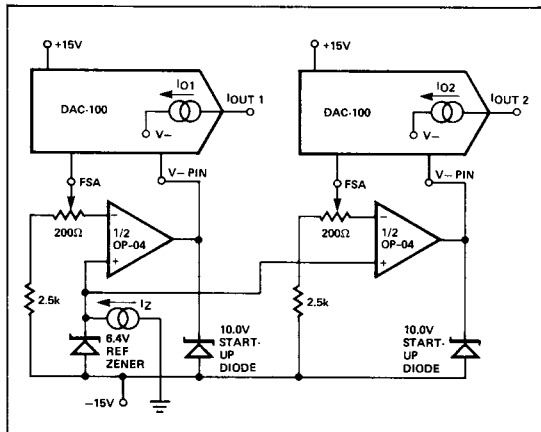 +15V
+15V
IO1
IOUT 1
DAC-100
V-
IO2
IOUT 2
DAC-100
V-
V- PIN
FSA
V- PIN
FSA
200Ω
-
1/2
OP-04
+
200Ω
-
1/2
OP-04
+
2.5k
IZ
6.4V
REF
ZENER
10.0V
START-
UP
DIODE
2.5k
10.0V
START-
UP
DIODE
-15V